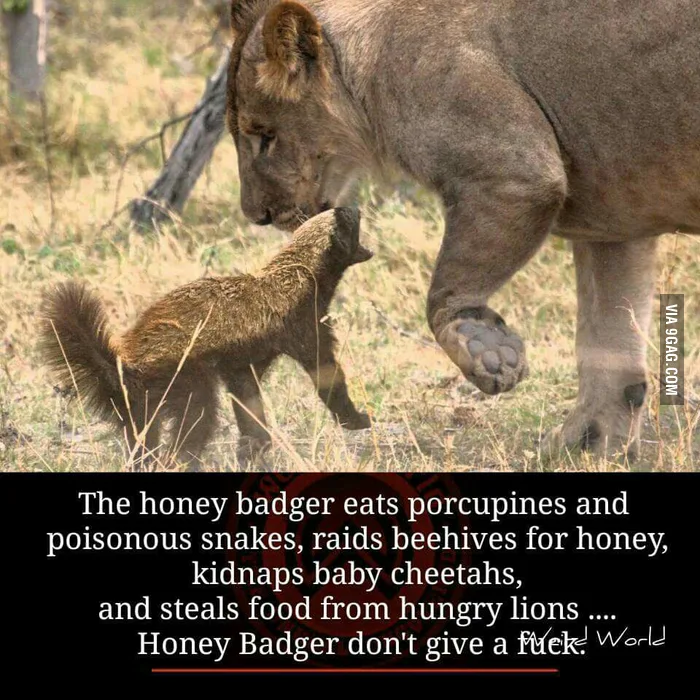 VIA 9GAG.COM
The honey badger eats porcupines and
poisonous snakes, raids beehives for honey,
kidnaps baby cheetahs,
and steals food from hungry lions ....
Honey Badger don't give a fuck.
Weird World